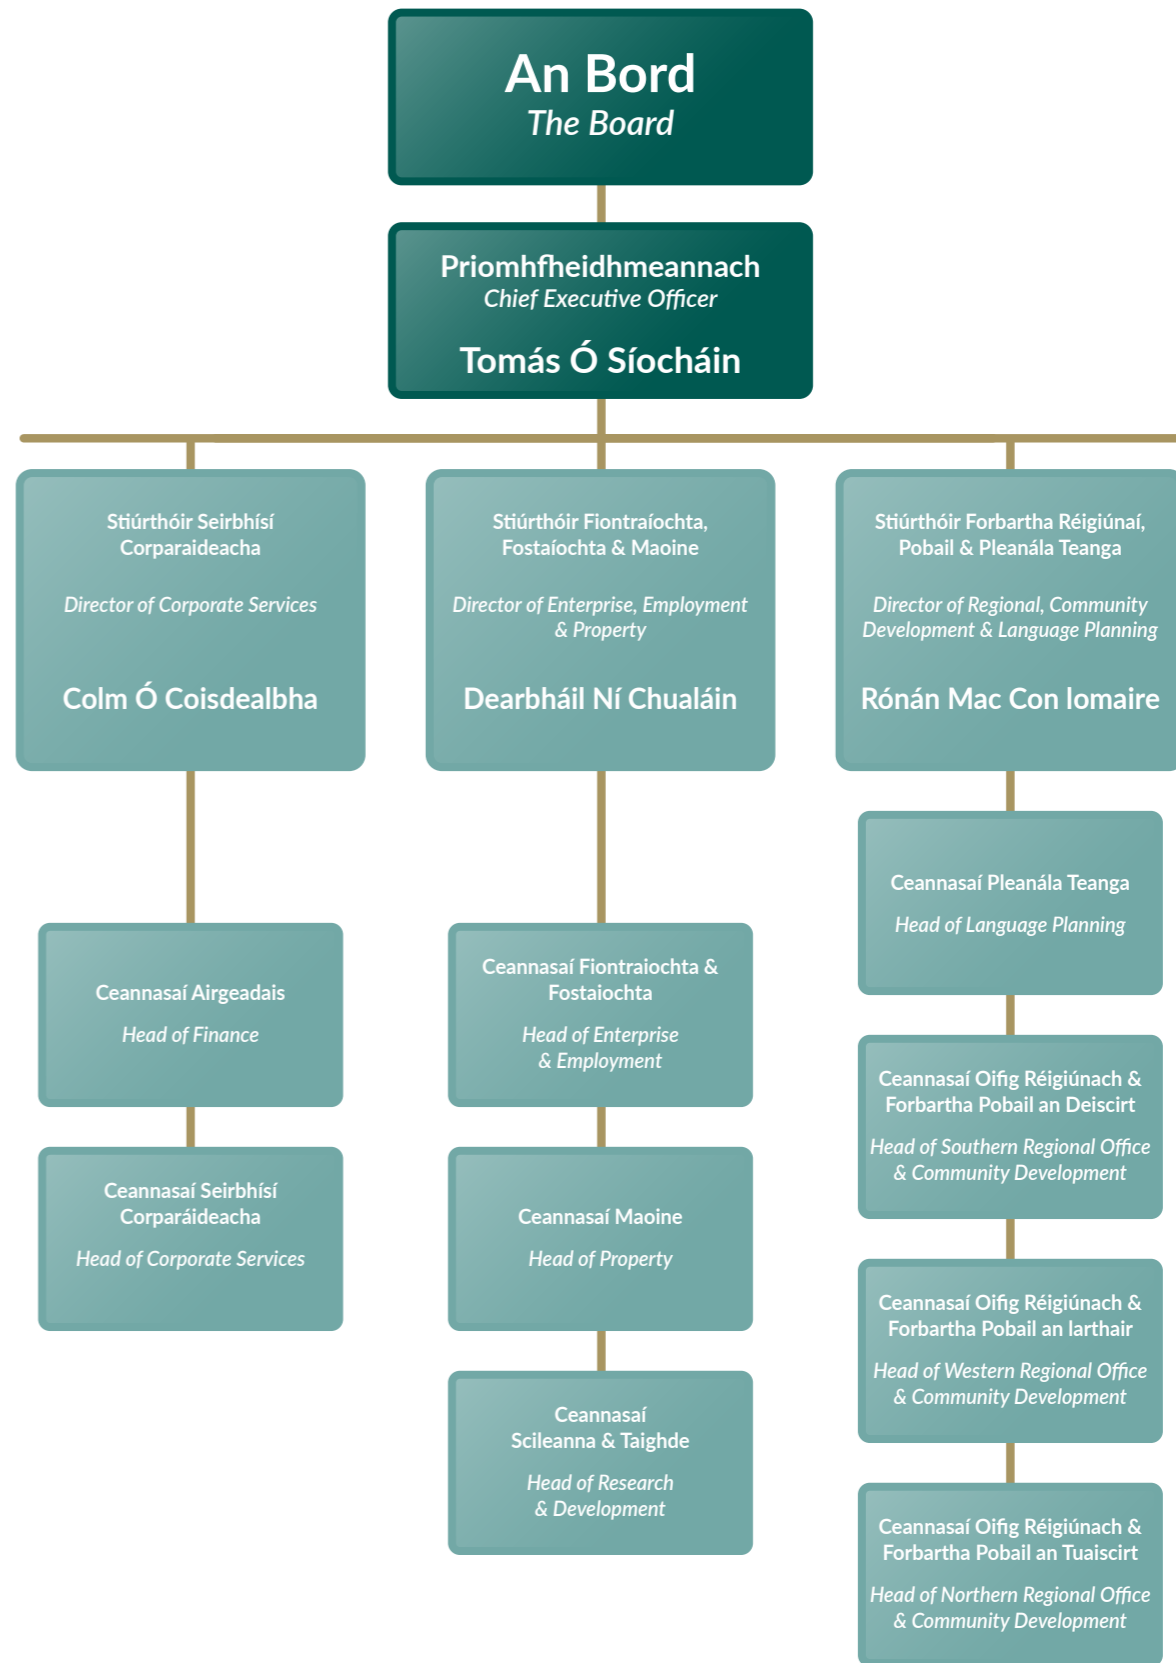 An Bord
The Board
Priomhfheidhmeannach
Chief Executive Officer
Tomás Ó Síocháin
Stiúrthóir Seirbhísí
Corparaideacha
Director of Corporate Services
Colm Ó Coisdealbha
Stiúrthóir Fiontraíochta,
Fostaíochta & Maoine
Director of Enterprise, Employment
& Property
Dearbháil Ní Chualáin
Stiúrthóir Forbartha Réigiúnaí,
Pobail & Pleanála Teanga
Director of Regional, Community
Development & Language Planning
Rónán Mac Con Iomaire
Ceannasaí Airgeadais
Head of Finance
Ceannasaí Seirbhísí
Corparáideacha
Head of Corporate Services
Ceannasaí Fiontraiochta &
Fostaiochta
Head of Enterprise
& Employment
Ceannasaí Maoine
Head of Property
Ceannasaí
Scileanna & Taighde
Head of Research
& Development
Ceannasaí Pleanála Teanga
Head of Language Planning
Ceannasaí Oifig Réigiúnach &
Forbartha Pobail an Deiscirt
Head of Southern Regional Office
& Community Development
Ceannasaí Oifig Réigiúnach &
Forbartha Pobail an Iarthair
Head of Western Regional Office
& Community Development
Ceannasaí Oifig Réigiúnach &
Forbartha Pobail an Tuaiscirt
Head of Northern Regional Office
& Community Development